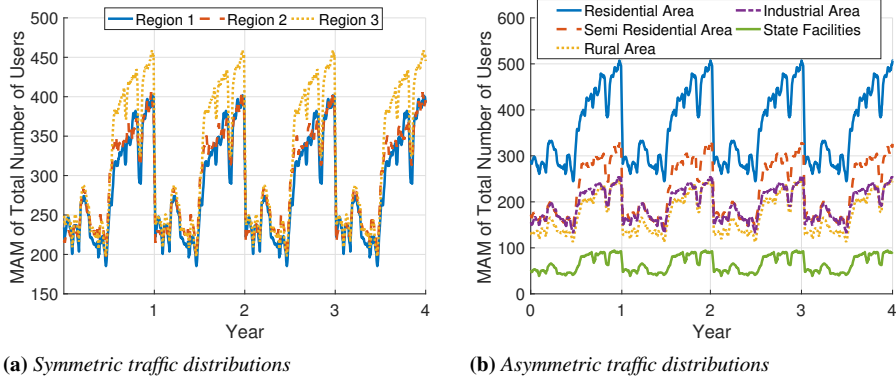 Region 1 Region 2 Region 3
500
450
400
350
300
250
200
150
1 2 3 4
MAM of Total Number of Users
Year
(a) Symmetric traffic distributions
Residential Area Industrial Area
Semi Residential Area State Facilities
Rural Area
600
500
400
300
200
100
0
0 1 2 3 4
MAM of Total Number of Users
Year
(b) Asymmetric traffic distributions